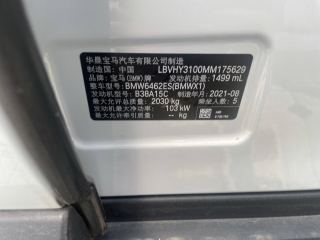 华晨宝马汽车有限公司制造
制造国：中国 LBVHY3100MM175629
品牌：宝马(BMW)牌 发动机排量：1499 mL
整车型号：BMW6462ES(BMWX1)
发动机型号：B38A15C 制造年月：2021-08
最大允许总质量：2030 kg 乘坐人数：5
发动机最大净功率：103 kW
最大允许牵引质量：-- kg